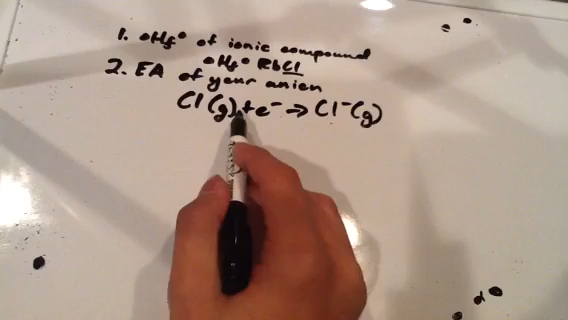 1. ΔHf° of ionic compound
ΔHf° RbCl
2. EA of your anion
Cl(g)+e⁻ → Cl⁻(g)